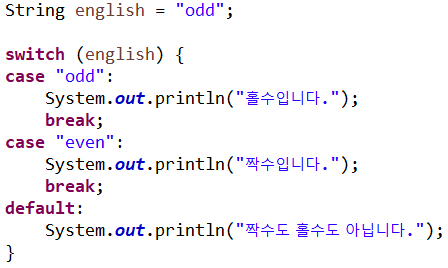 String english = "odd";
switch (english) {
case "odd":
System.out.println("홀수입니다.");
break;
case "even":
System.out.println("짝수입니다.");
break;
default:
System.out.println("짝수도 홀수도 아닙니다.");
}